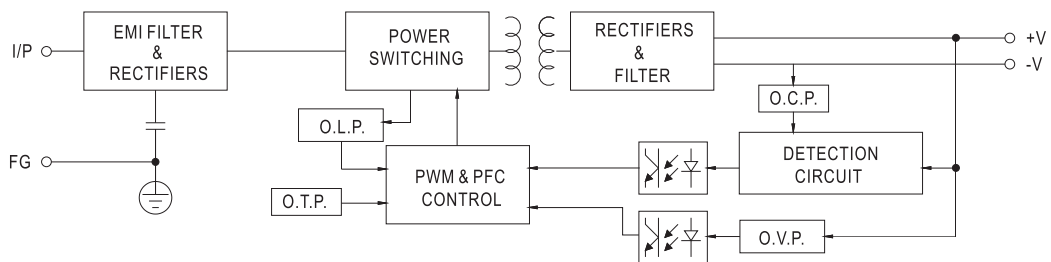 I/P
EMI FILTER
&
RECTIFIERS
POWER
SWITCHING
RECTIFIERS
&
FILTER
+V
-V
O.C.P.
O.L.P.
DETECTION
CIRCUIT
FG
PWM & PFC
CONTROL
O.T.P.
O.V.P.